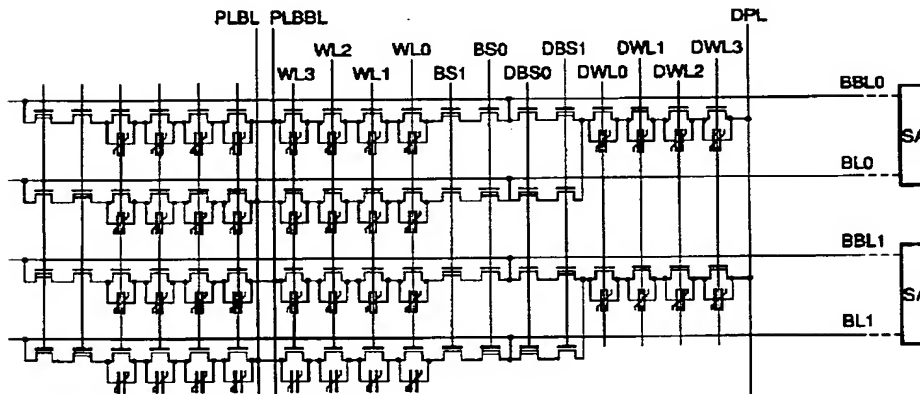 PLBL PLBBL DPL
WL2 WL0 BS0 DBS1 DWL1 DWL3
WL3 WL1 BS1 DBS0 DWL0 DWL2
BBL0
SA
BL0
BBL1
SA
BL1